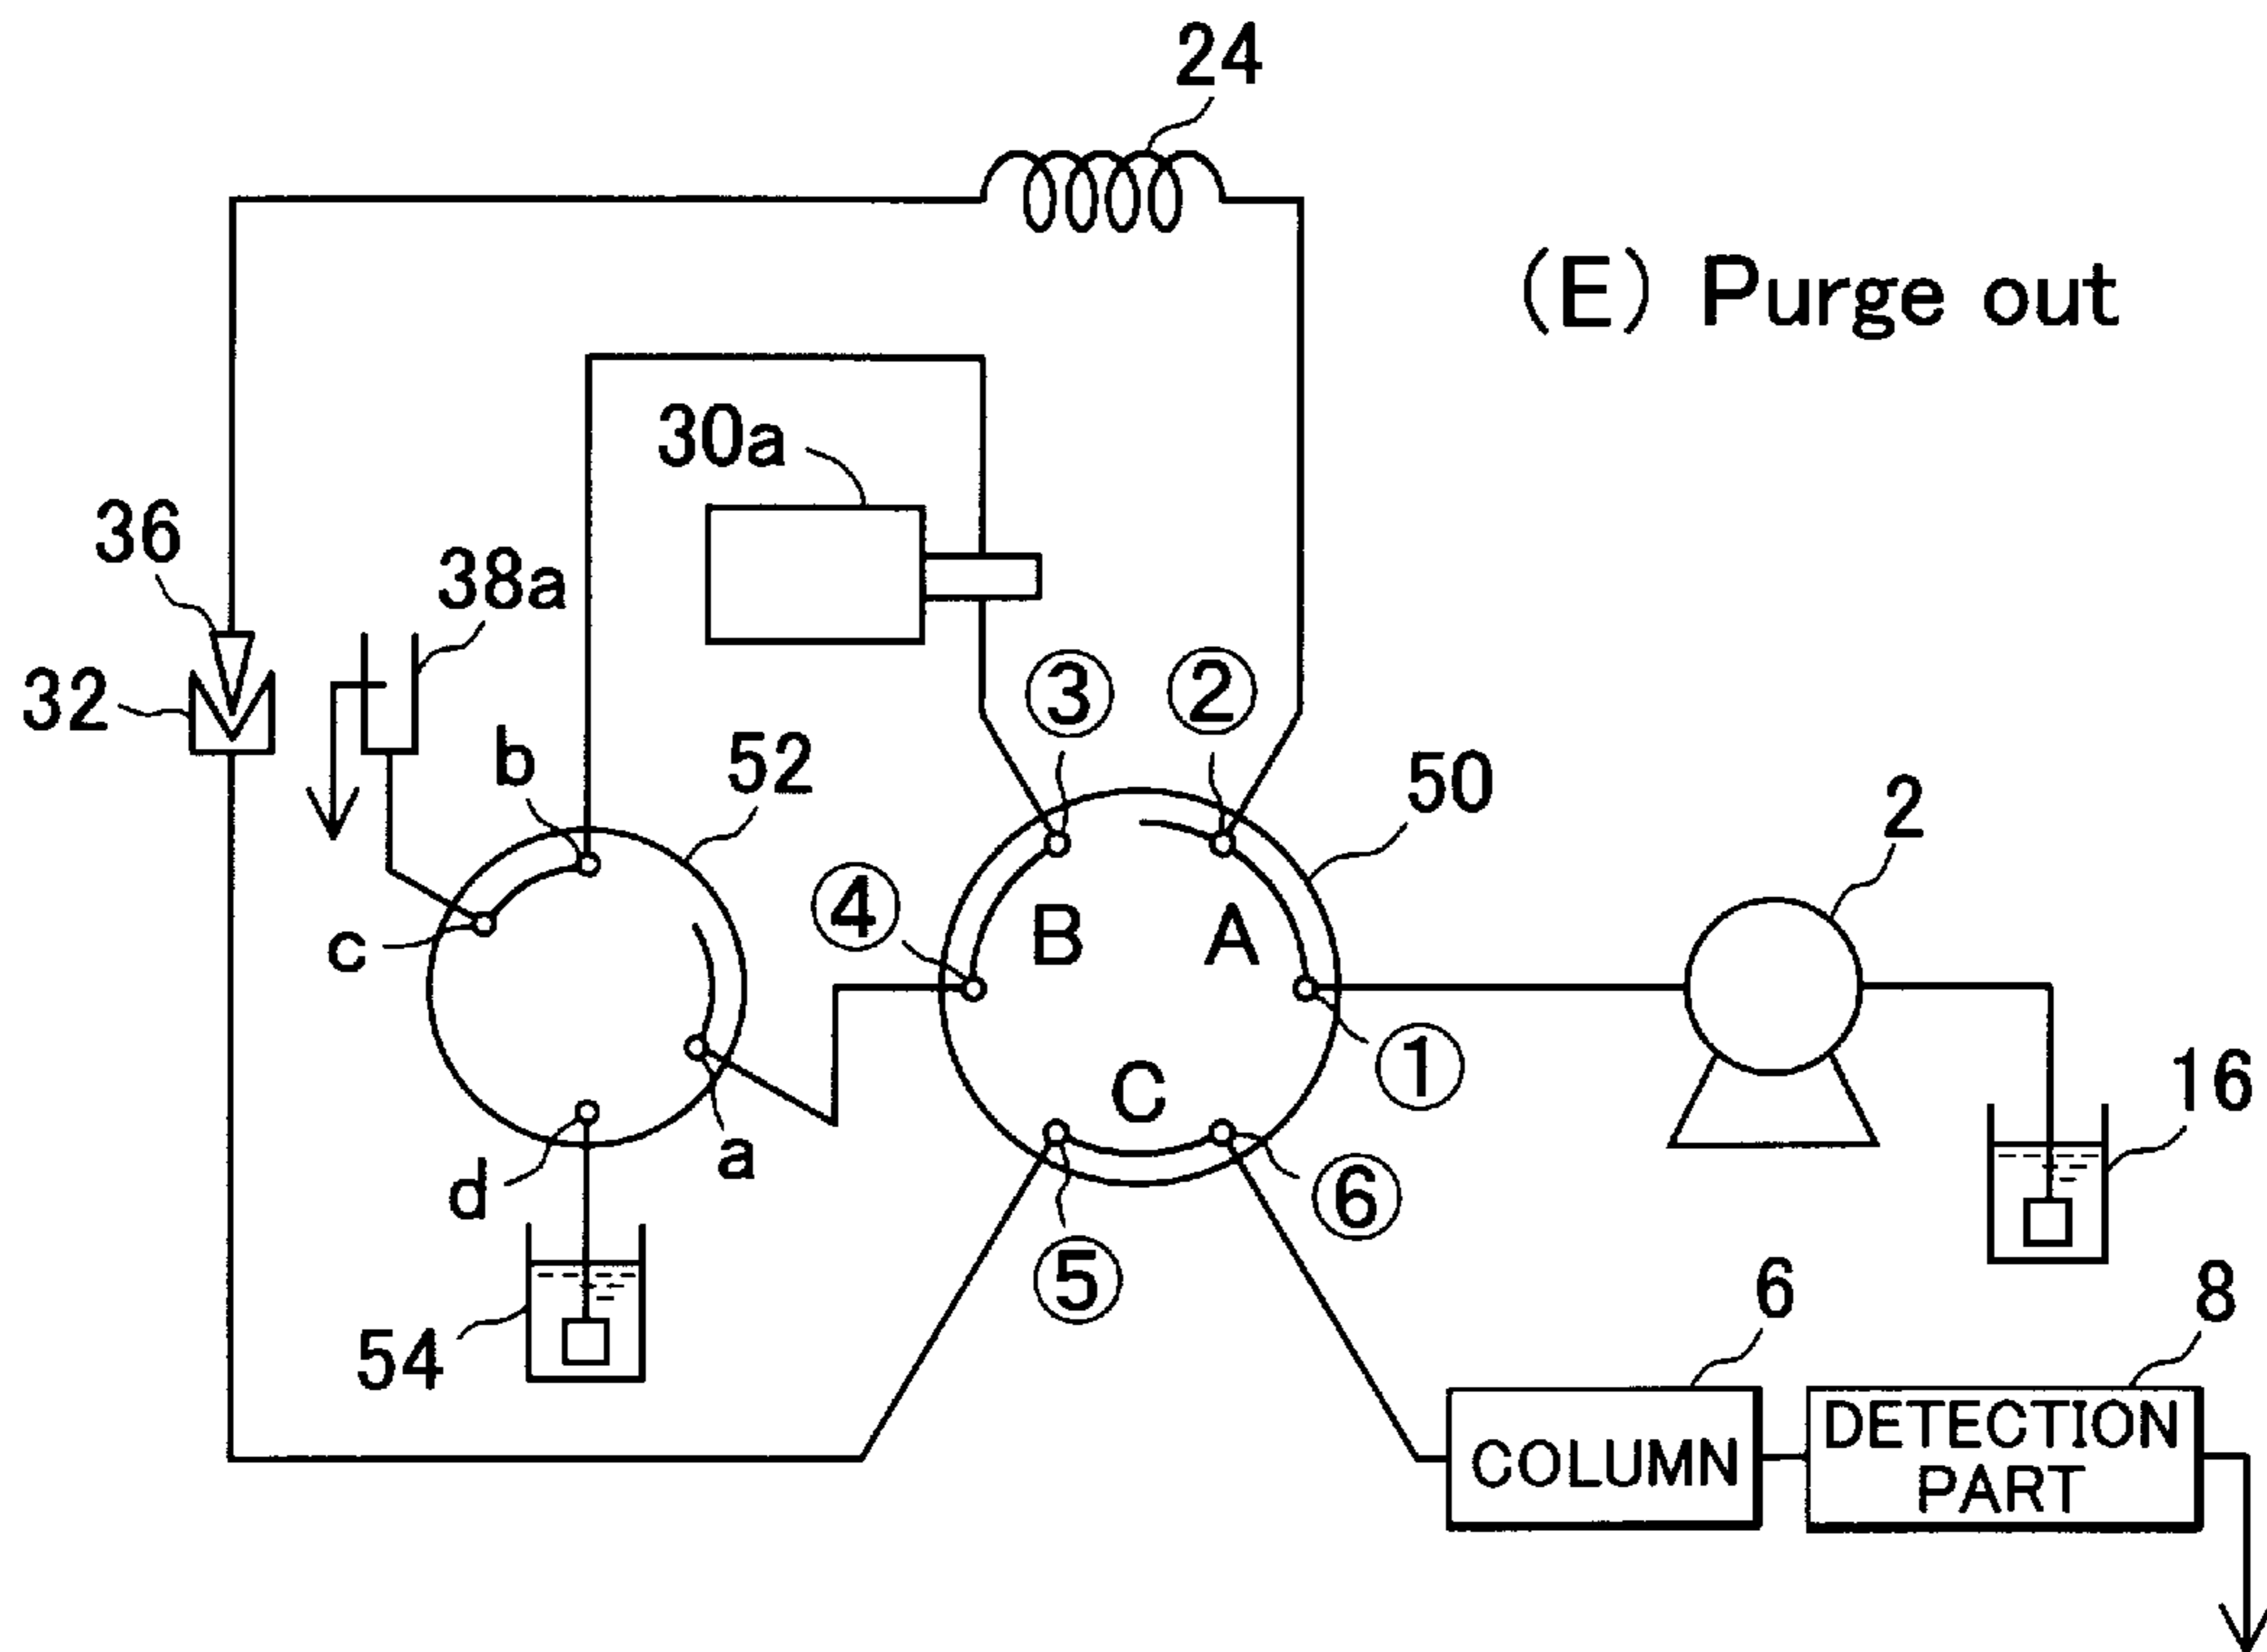 24
(E) Purge out
30a
36
38a
32
③
②
b
52
50
2
④
c
B
A
①
C
16
a
d
⑥
⑤
54
6
8
COLUMN
DETECTION
PART